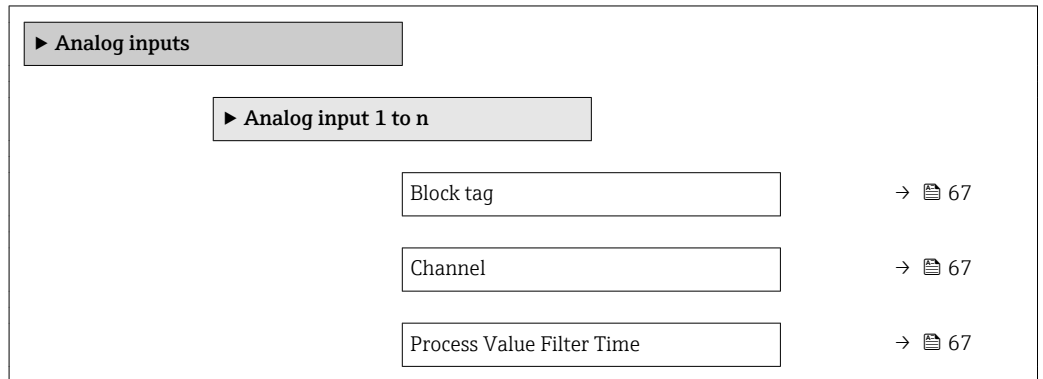 ▶ Analog inputs
▶ Analog input 1 to n
Block tag → 67
Channel → 67
Process Value Filter Time → 67